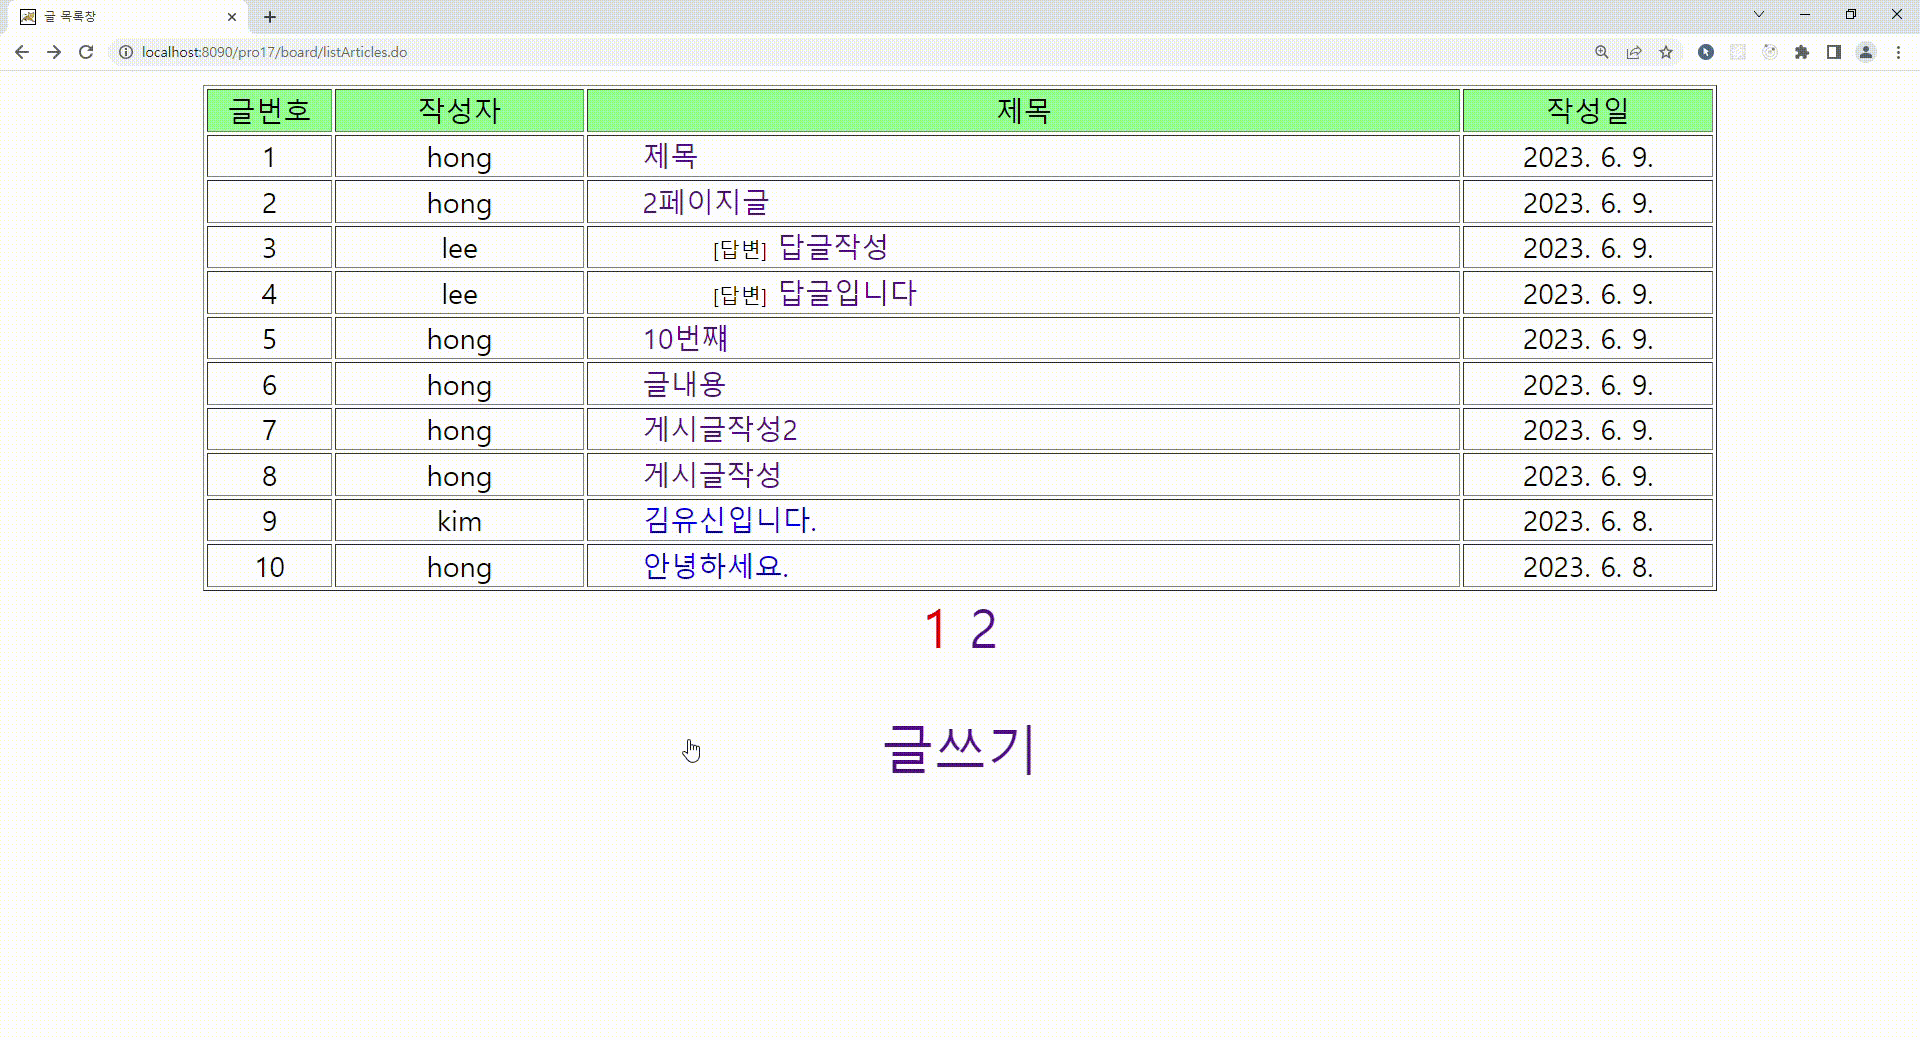 글 목록창
localhost:8090/pro17/board/listArticles.do
글번호 작성자 제목 작성일
1 hong 제목 2023. 6. 9.
2 hong 2페이지글 2023. 6. 9.
3 lee [답변] 답글작성 2023. 6. 9.
4 lee [답변] 답글입니다 2023. 6. 9.
5 hong 10번쨰 2023. 6. 9.
6 hong 글내용 2023. 6. 9.
7 hong 게시글작성2 2023. 6. 9.
8 hong 게시글작성 2023. 6. 9.
9 kim 김유신입니다. 2023. 6. 8.
10 hong 안녕하세요. 2023. 6. 8.
1 2
글쓰기